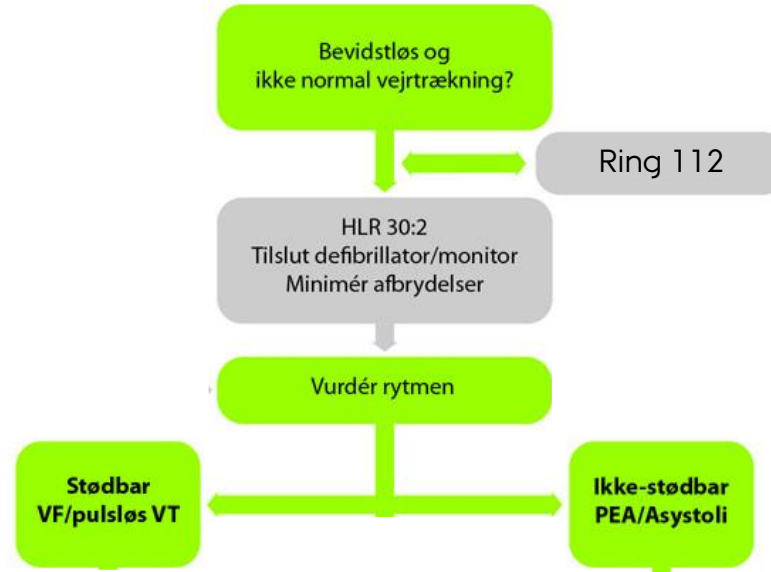 Bevidstløs og
ikke normal vejrtrækning?
Ring 112
HLR 30:2
Tilslut defibrillator/monitor
Minimér afbrydelser
Vurdér rytmen
Stødbar
VF/pulsløs VT
Ikke-stødbar
PEA/Asystoli